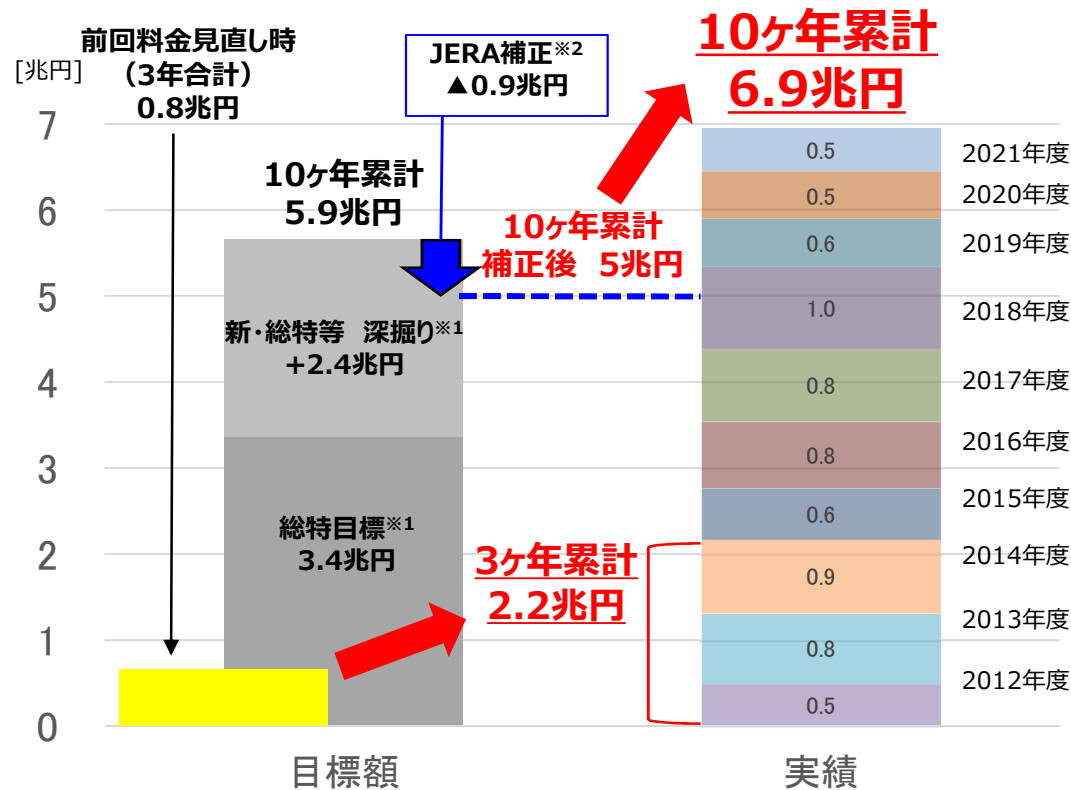 前回料金見直し時
（3年合計）
0.8兆円
[兆円]
JERA補正※2
▲0.9兆円
10ヶ年累計
6.9兆円
10ヶ年累計
5.9兆円
10ヶ年累計
補正後 5兆円
新・総特等 深掘り※1
+2.4兆円
総特目標※1
3.4兆円
3ヶ年累計
2.2兆円
7
6
5
4
3
2
1
0
0.5
2021年度
0.5
2020年度
0.6
2019年度
1.0
2018年度
0.8
2017年度
0.8
2016年度
0.6
2015年度
0.9
2014年度
0.8
2013年度
0.5
2012年度
目標額
実績